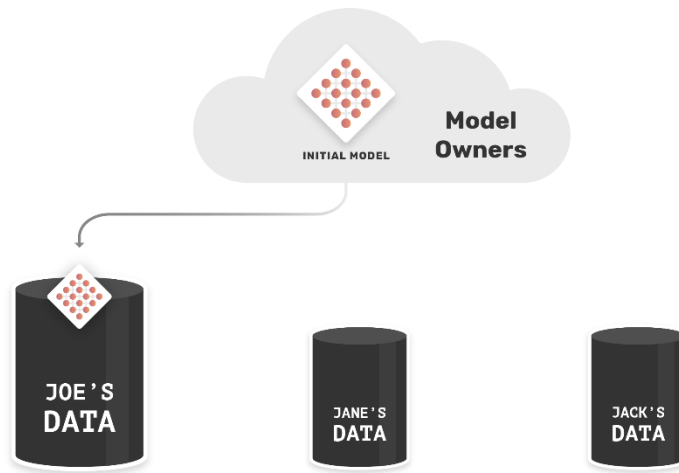 Model
Owners
INITIAL MODEL
JOE'S
DATA
JANE'S
DATA
JACK'S
DATA